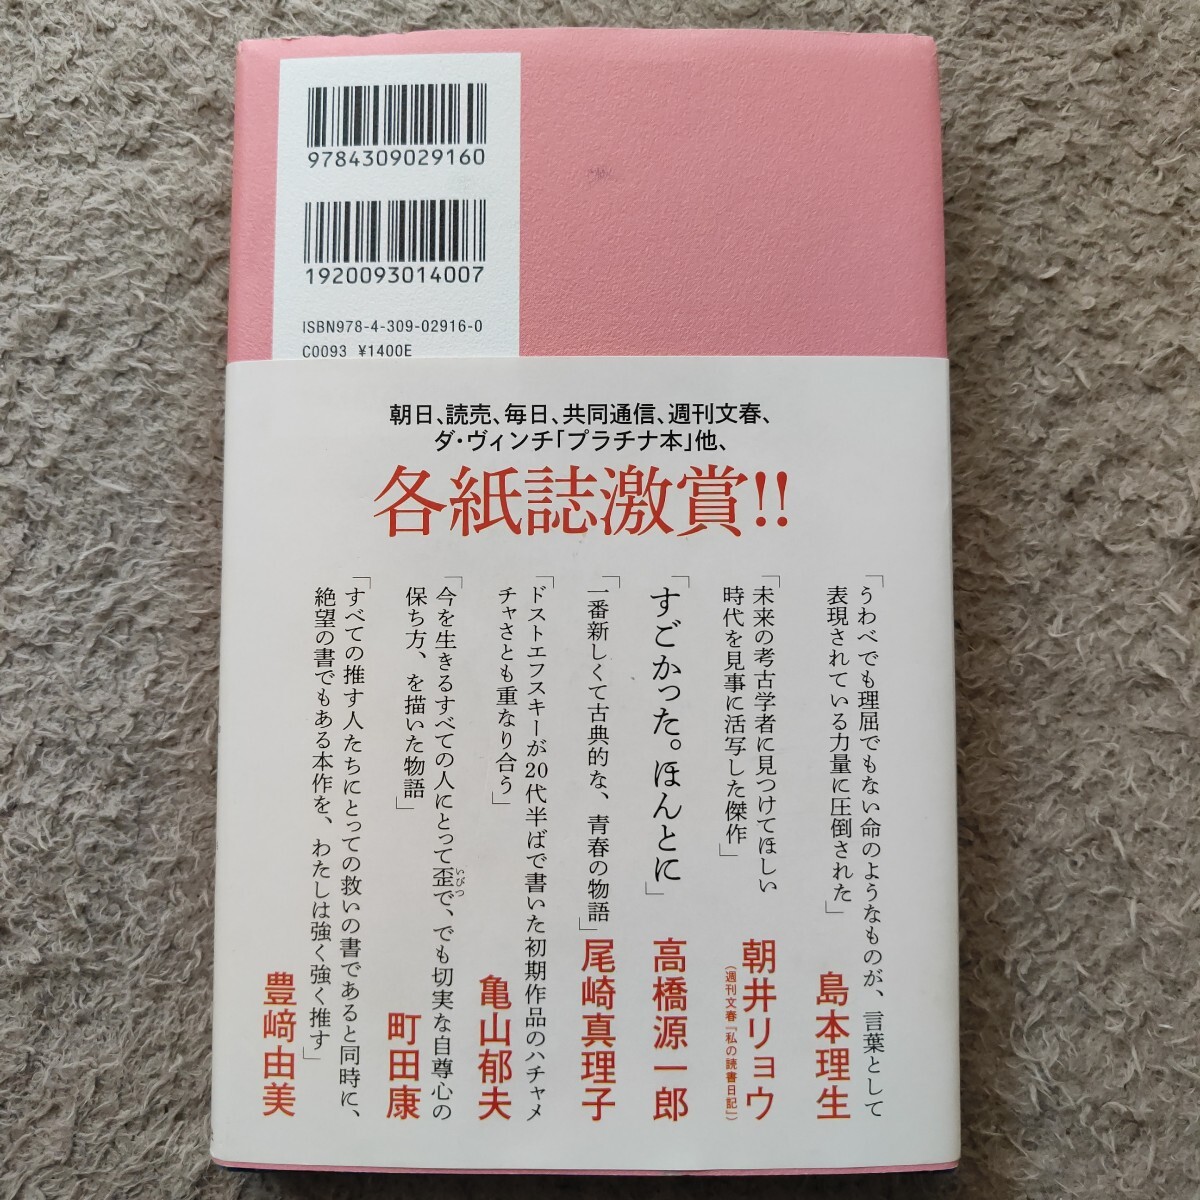 9784309029160
1920093014007
ISBN978-4-309-02916-0
C0093 ¥1400E
朝日、読売、毎日、共同通信、週刊文春、
ダ・ヴィンチ「プラチナ本」他、
各紙誌激賞!!
「うわべでも理屈でもない命のようなものが、言葉として
表現されている力量に圧倒された」
島本理生
「未来の考古学者に見つけてほしい
時代を見事に活写した傑作」
朝井リョウ
(週刊文春「私の読書日記」)
「すごかった。ほんとに」
高橋源一郎
「一番新しくて古典的な、青春の物語」
尾崎真理子
「ドストエフスキーが20代半ばで書いた初期作品のハチャメ
チャさとも重なり合う」
亀山郁夫
「今を生きるすべての人にとって歪で、でも切実な自尊心の
いびつ
保ち方、を描いた物語」
町田康
「すべての推す人たちにとっての救いの書であると同時に、
絶望の書でもある本作を、わたしは強く強く推す」
豊﨑由美